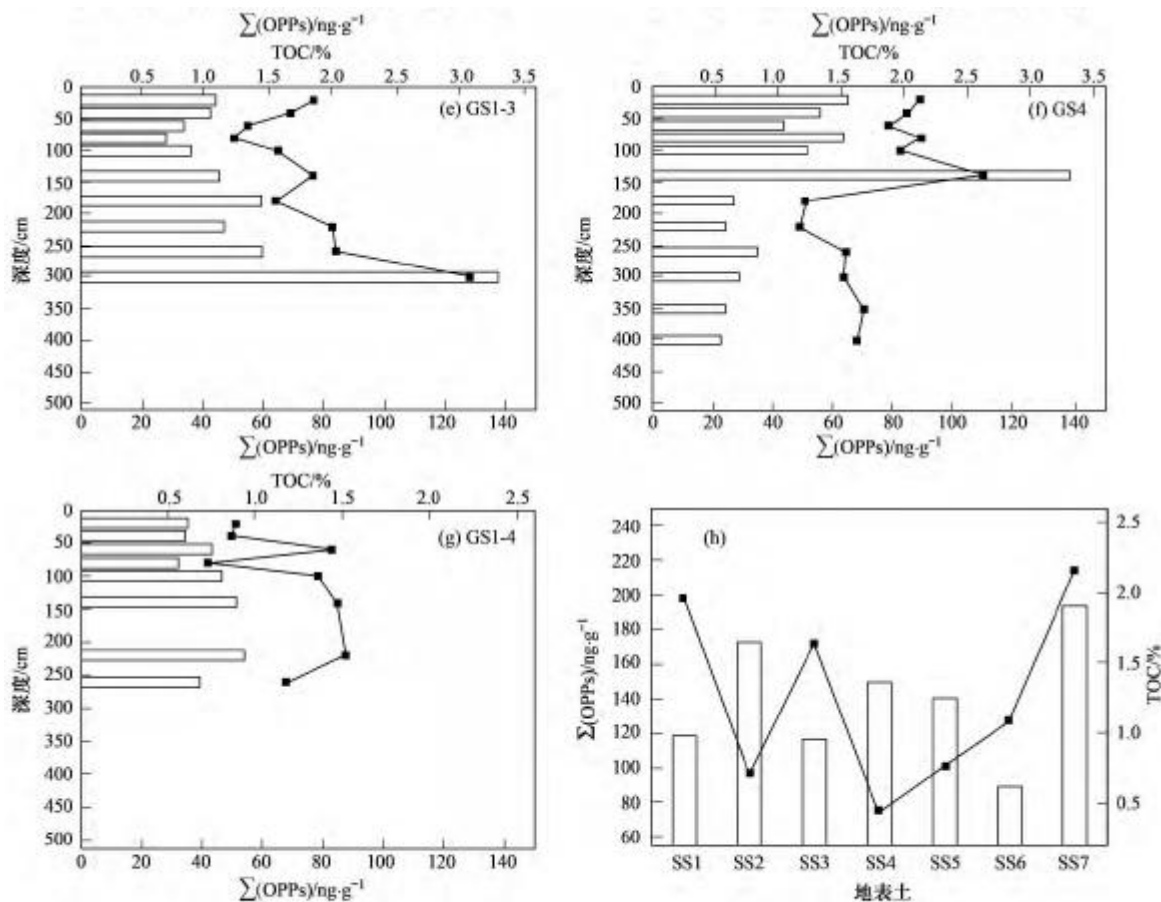 ∑(OPPs)/ng·g⁻¹
TOC/%
0.5 1.0 1.5 2.0 2.5 3.0 3.5
(e) GS1-3
深度/cm
0
50
100
150
200
250
300
350
400
450
500
0 20 40 60 80 100 120 140
∑(OPPs)/ng·g⁻¹
∑(OPPs)/ng·g⁻¹
TOC/%
0.5 1.0 1.5 2.0 2.5 3.0 3.5
(f) GS4
深度/cm
0
50
100
150
200
250
300
350
400
450
500
0 20 40 60 80 100 120 140
∑(OPPs)/ng·g⁻¹
TOC/%
0.5 1.0 1.5 2.0 2.5
(g) GS1-4
深度/cm
0
50
100
150
200
250
300
350
400
450
500
0 20 40 60 80 100 120 140
∑(OPPs)/ng·g⁻¹
(h)
∑(OPPs)/ng·g⁻¹
240
220
200
180
160
140
120
100
80
60
2.5
2.0
1.5
1.0
0.5
TOC/%
SS1 SS2 SS3 SS4 SS5 SS6 SS7
地表土